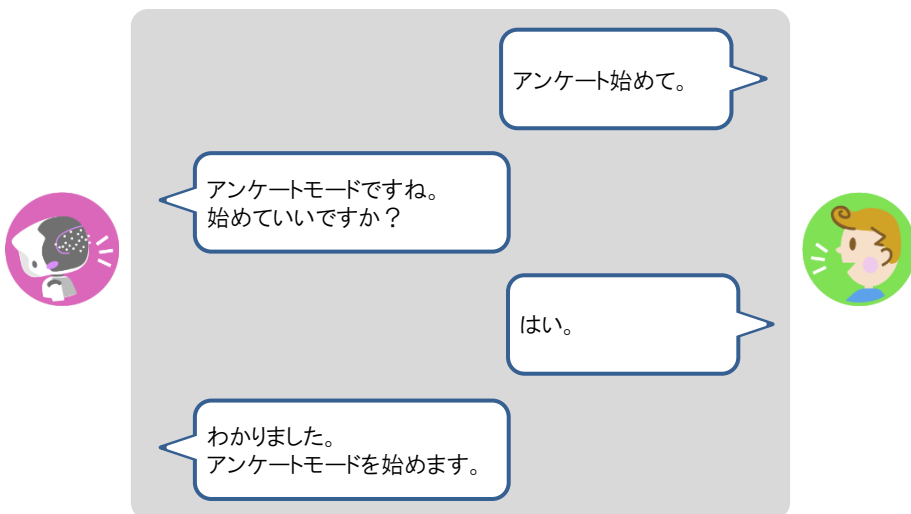 アンケート始めて。
アンケートモードですね。
始めていいですか？
はい。
わかりました。
アンケートモードを始めます。